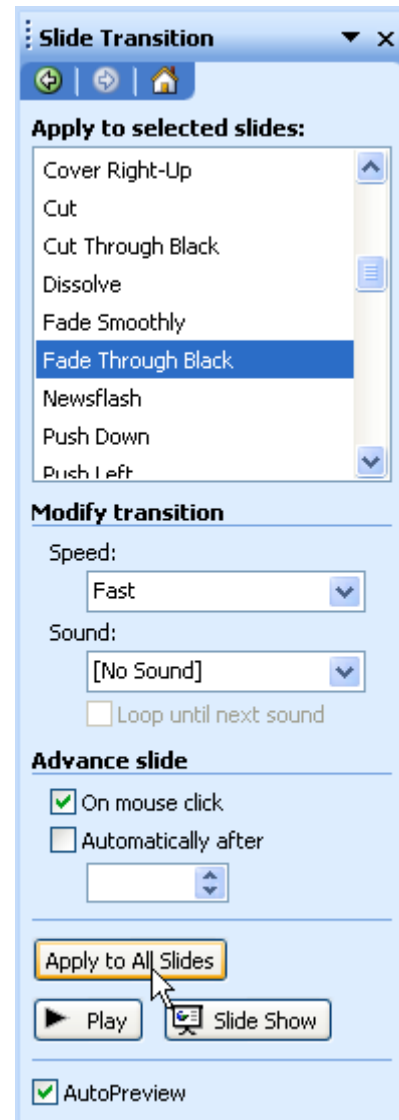 Slide Transition
Apply to selected slides:
Cover Right-Up
Cut
Cut Through Black
Dissolve
Fade Smoothly
Fade Through Black
Newsflash
Push Down
Push Left
Modify transition
Speed:
Fast
Sound:
[No Sound]
Loop until next sound
Advance slide
On mouse click
Automatically after
Apply to All Slides
Play
Slide Show
AutoPreview